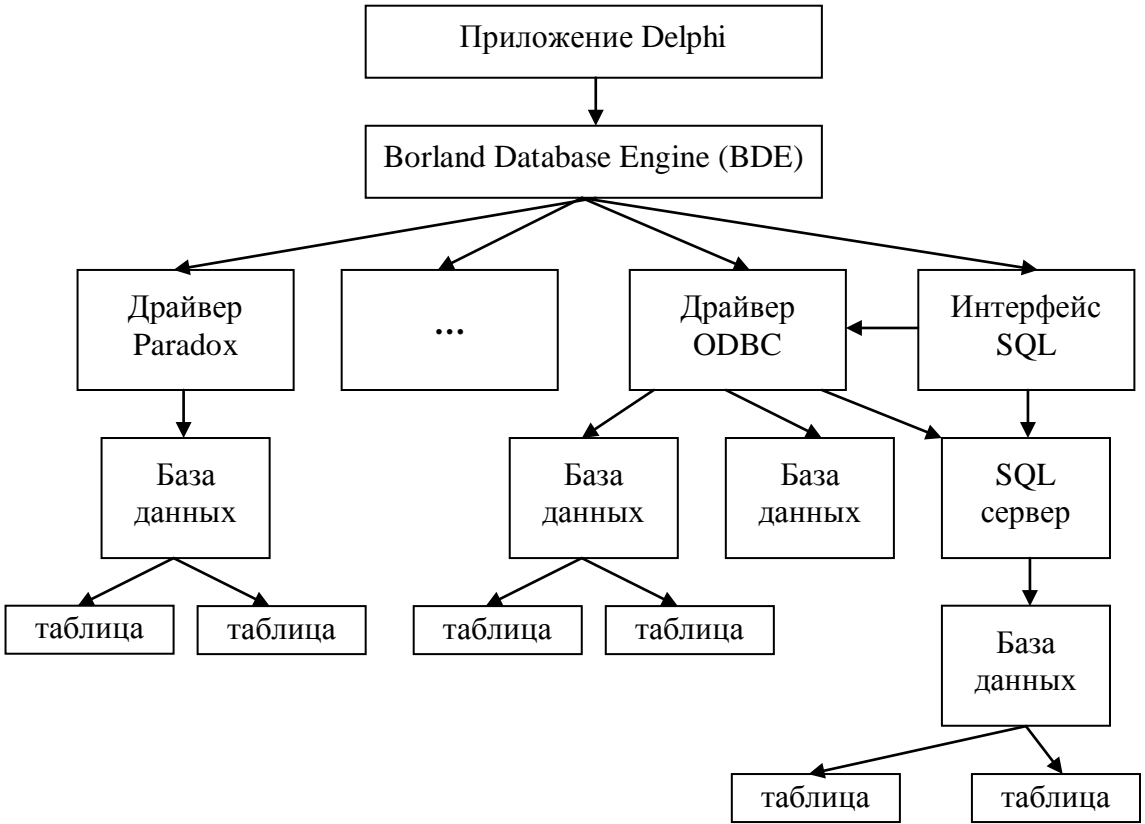 Приложение Delphi
Borland Database Engine (BDE)
Драйвер
Paradox
...
Драйвер
ODBC
Интерфейс
SQL
База
данных
База
данных
База
данных
SQL
сервер
таблица
таблица
таблица
таблица
База
данных
таблица
таблица